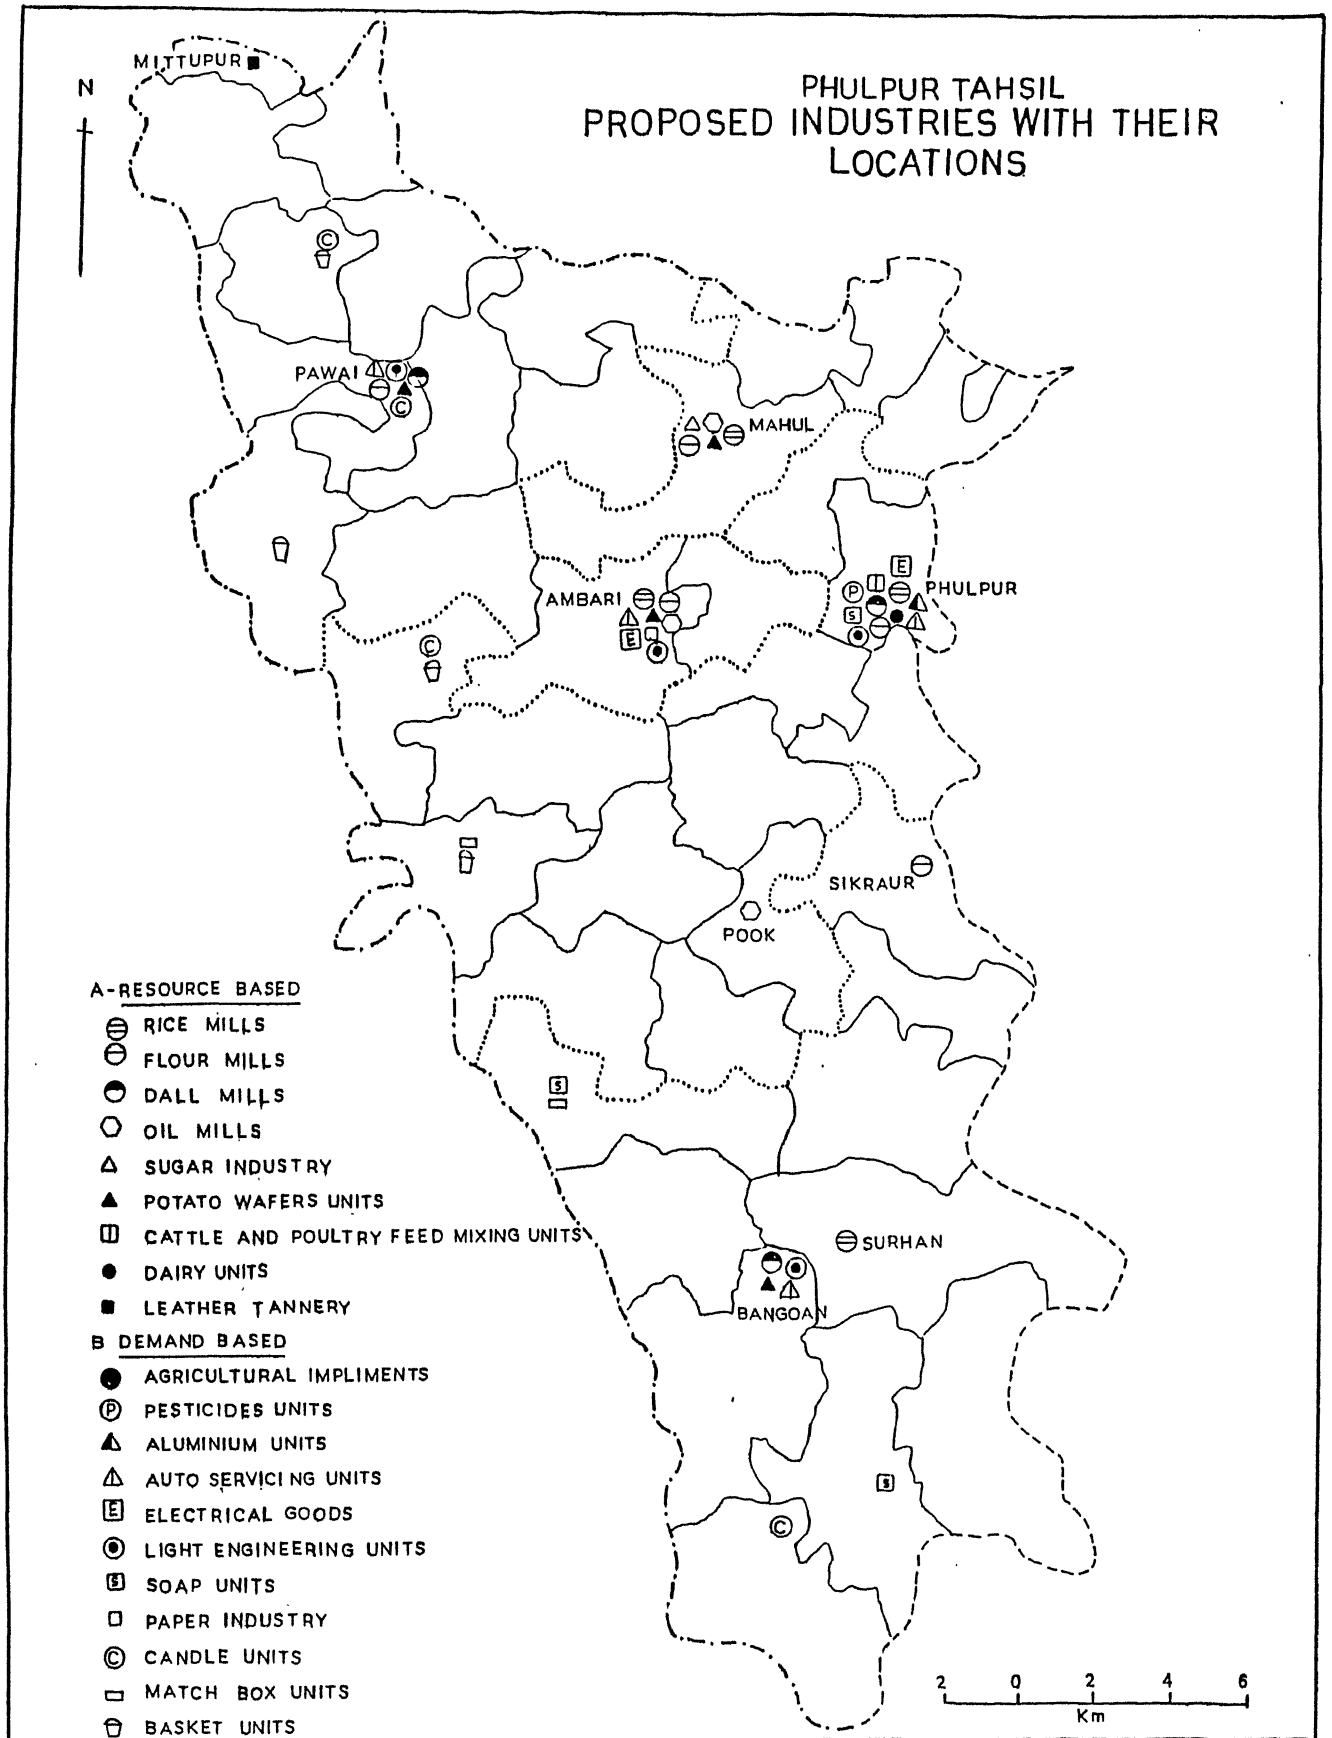 PHULPUR TAHSIL
PROPOSED INDUSTRIES WITH THEIR
LOCATIONS
N
MITTUPUR
C
PAWAI
C
MAHUL
E
PHULPUR
P
S
AMBARI
E
C
SIKRAUR
POOK
S
SURHAN
BANGOAN
S
C
A-RESOURCE BASED
RICE MILLS
FLOUR MILLS
DALL MILLS
OIL MILLS
SUGAR INDUSTRY
POTATO WAFERS UNITS
CATTLE AND POULTRY FEED MIXING UNITS
DAIRY UNITS
LEATHER TANNERY
B DEMAND BASED
AGRICULTURAL IMPLIMENTS
P PESTICIDES UNITS
ALUMINIUM UNITS
AUTO SERVICING UNITS
E ELECTRICAL GOODS
LIGHT ENGINEERING UNITS
S SOAP UNITS
PAPER INDUSTRY
C CANDLE UNITS
MATCH BOX UNITS
BASKET UNITS
2 0 2 4 6
Km